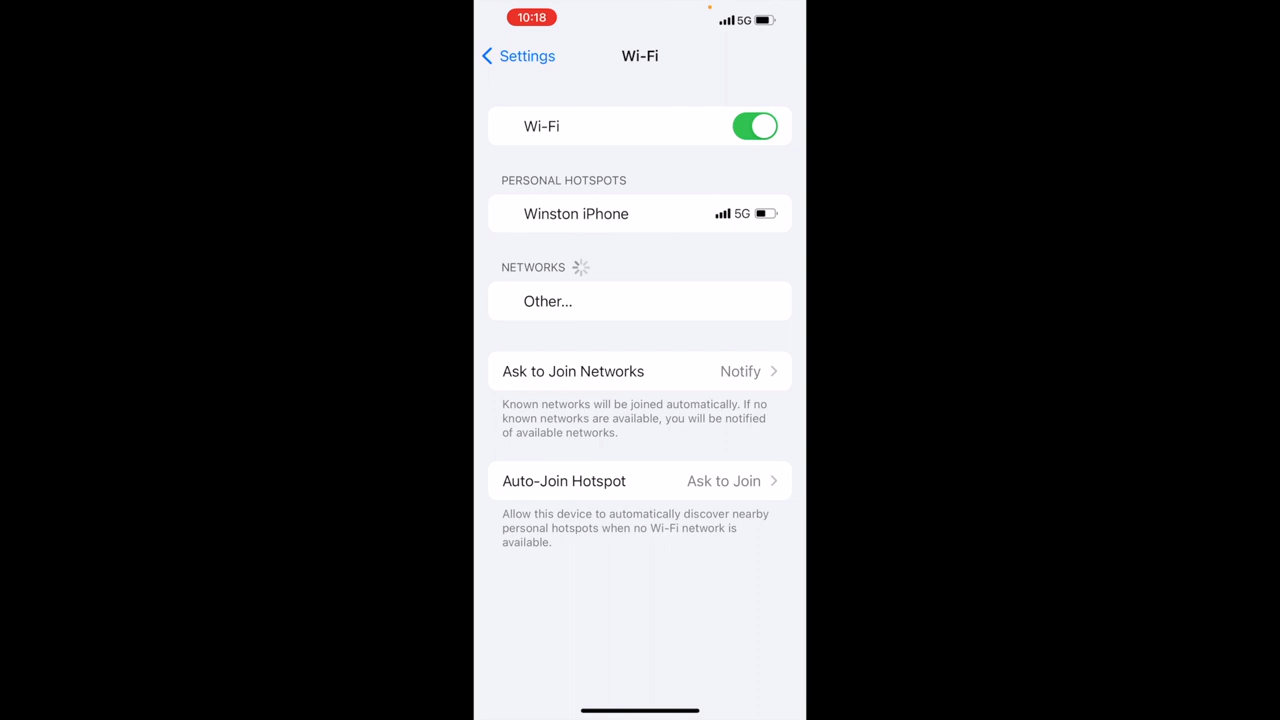 10:18
5G
Settings
Wi-Fi
Wi-Fi
PERSONAL HOTSPOTS
Winston iPhone
5G
NETWORKS
Other...
Ask to Join Networks
Notify
Known networks will be joined automatically. If no
known networks are available, you will be notified
of available networks.
Auto-Join Hotspot
Ask to Join
Allow this device to automatically discover nearby
personal hotspots when no Wi-Fi network is
available.